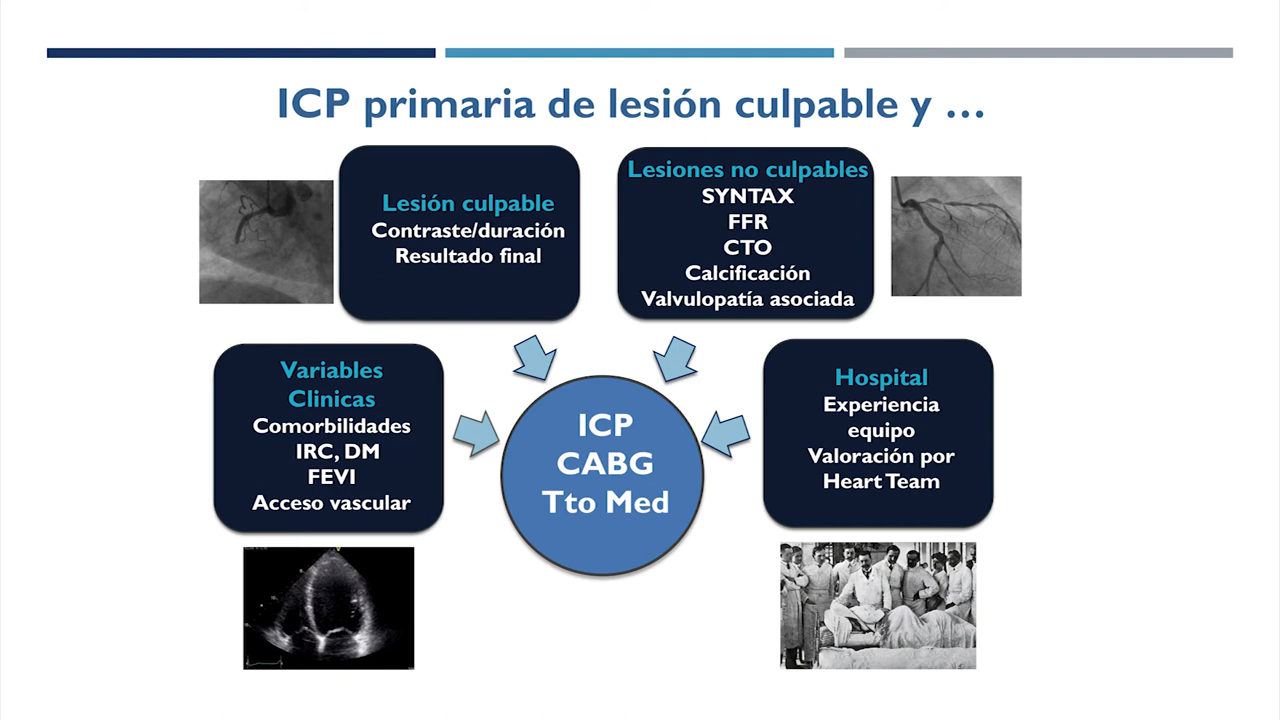 ICP primaria de lesión culpable y ...
Lesión culpable
Contraste/duración
Resultado final
Lesiones no culpables
SYNTAX
FFR
CTO
Calcificación
Valvulopatía asociada
Variables
Clinicas
Comorbilidades
IRC, DM
FEVI
Acceso vascular
Hospital
Experiencia
equipo
Valoración por
Heart Team
ICP
CABG
Tto Med